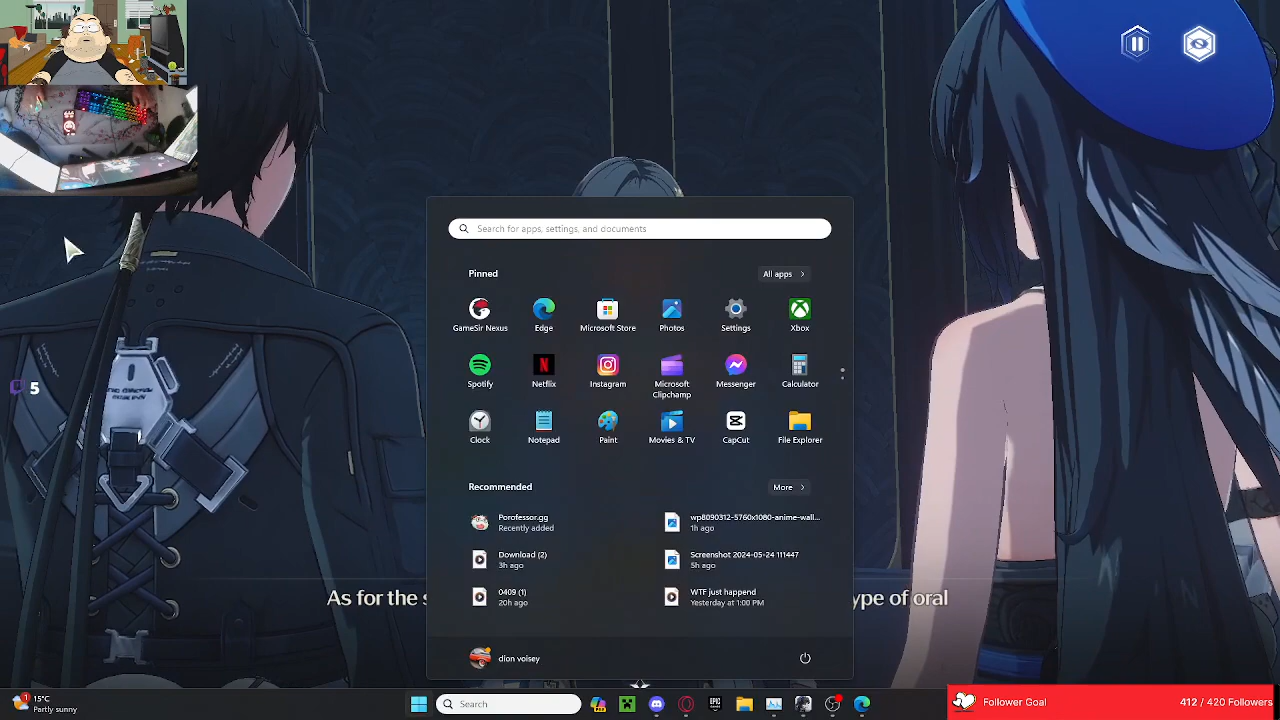 Search for apps, settings, and documents
Pinned
All apps
GameSir Nexus
Edge
Microsoft Store
Photos
Settings
Xbox
Spotify
Netflix
Instagram
Microsoft
Clipchamp
Messenger
Calculator
Clock
Notepad
Paint
Movies & TV
CapCut
File Explorer
5
Recommended
More
Porofessor.gg
Recently added
wp8090312-5760x1080-anime-wall...
1h ago
Download (2)
3h ago
Screenshot 2024-05-24 111447
5h ago
0409 (1)
20h ago
WTF just happend
Yesterday at 1:00 PM
As for the s
ype of oral
dion voisey
1
15°C
Partly sunny
Search
EPIC
Follower Goal
412 / 420 Followers